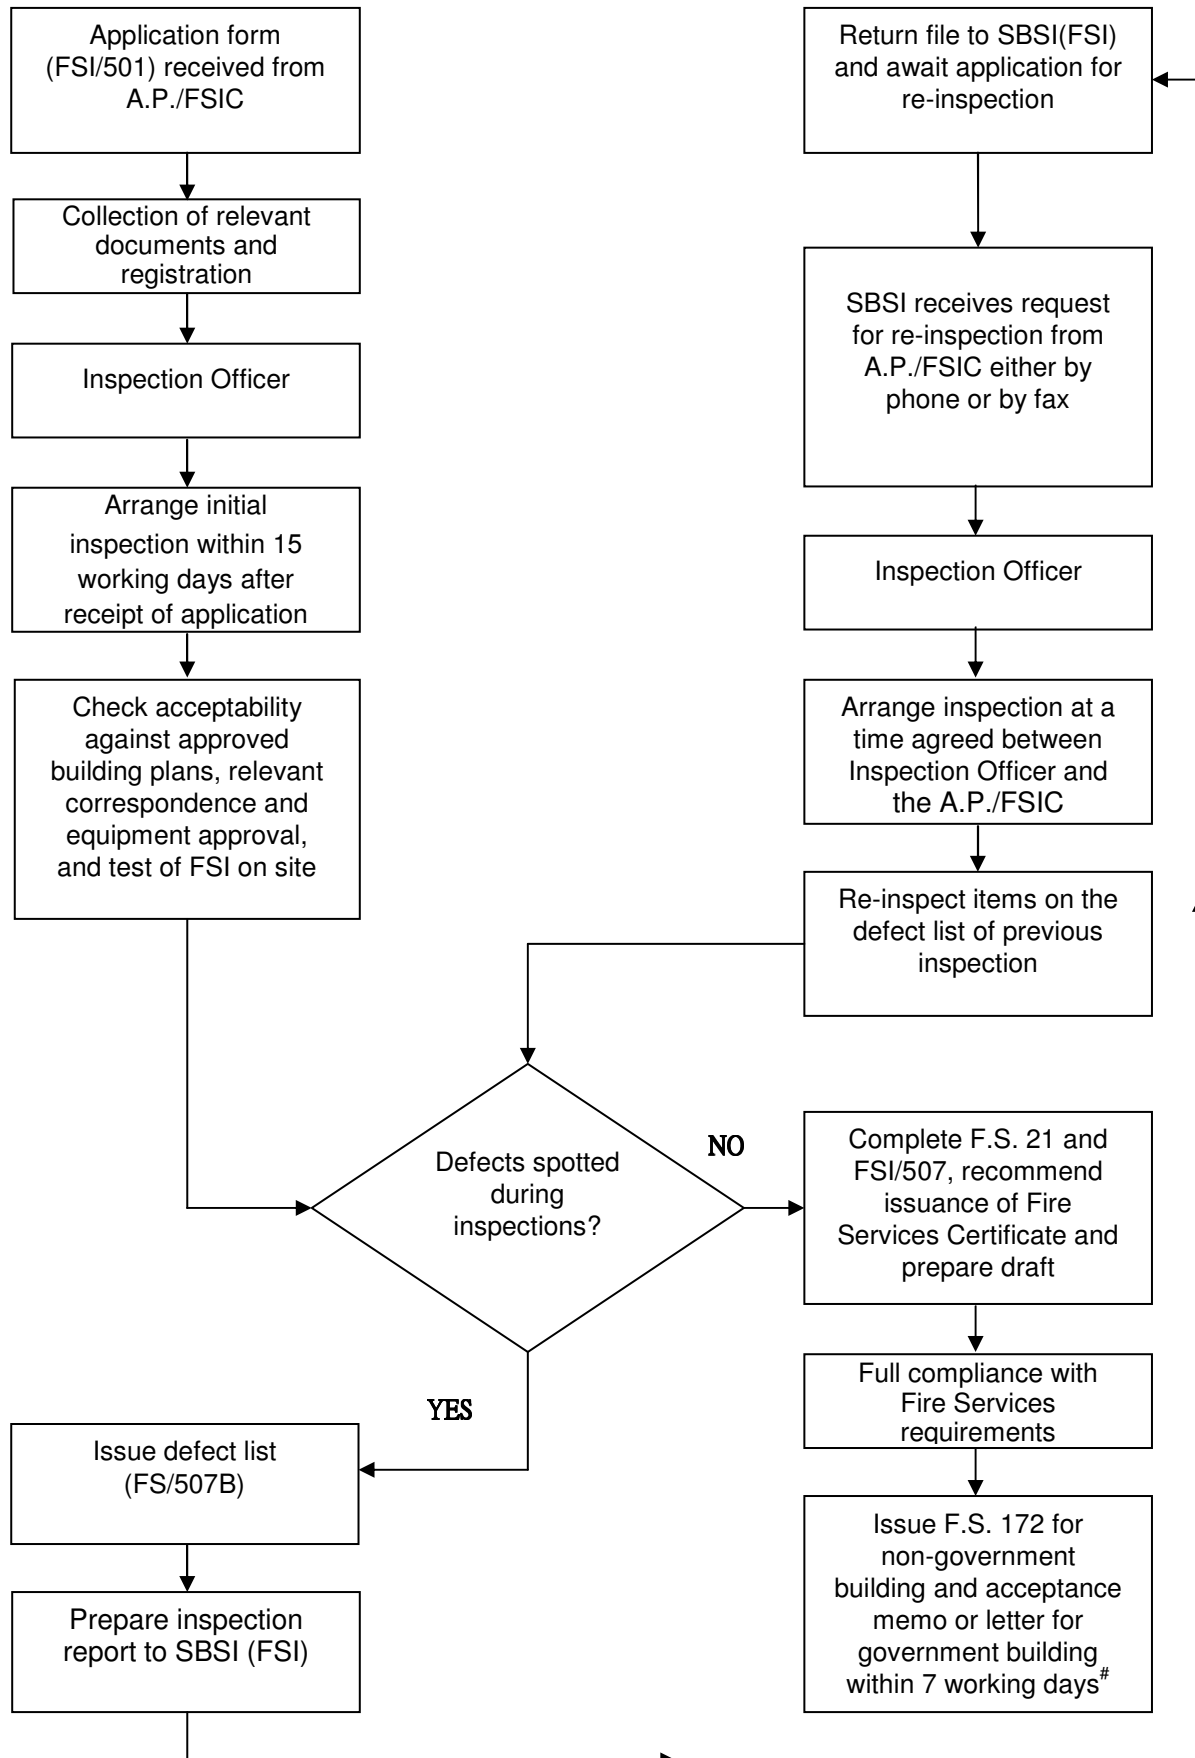 Application form
(FSI/501) received from
A.P./FSIC
Collection of relevant
documents and
registration
Inspection Officer
Arrange initial
inspection within 15
working days after
receipt of application
Check acceptability
against approved
building plans, relevant
correspondence and
equipment approval,
and test of FSI on site
Return file to SBSI(FSI)
and await application for
re-inspection
SBSI receives request
for re-inspection from
A.P./FSIC either by
phone or by fax
Inspection Officer
Arrange inspection at a
time agreed between
Inspection Officer and
the A.P./FSIC
Re-inspect items on the
defect list of previous
inspection
Defects spotted
during
inspections?
NO
Complete F.S. 21 and
FSI/507, recommend
issuance of Fire
Services Certificate and
prepare draft
Full compliance with
Fire Services
requirements
Issue F.S. 172 for
non-government
building and acceptance
memo or letter for
government building
within 7 working days#
YES
Issue defect list
(FS/507B)
Prepare inspection
report to SBSI (FSI)